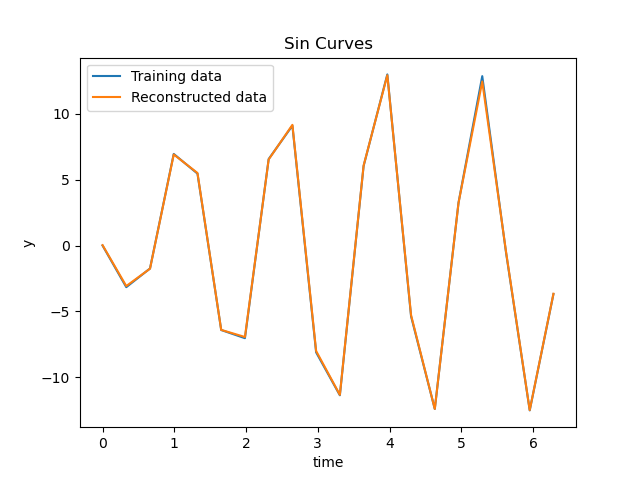 Sin Curves
Training data
Reconstructed data
10
5
0
−5
−10
y
0 1 2 3 4 5 6
time